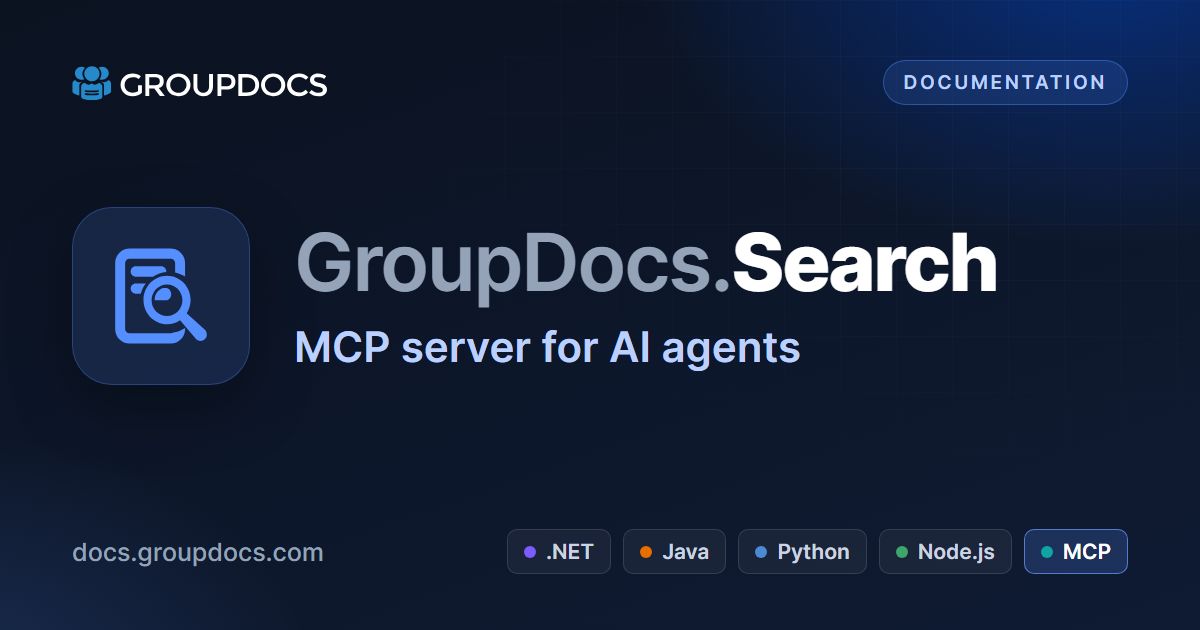 GROUPDOCS
DOCUMENTATION
GroupDocs.Search
MCP server for AI agents
docs.groupdocs.com
.NET
Java
Python
Node.js
MCP